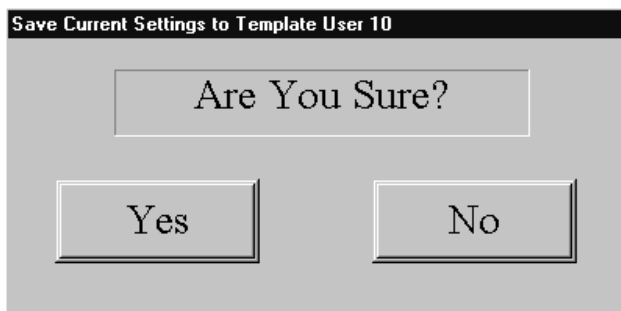 Save Current Settings to Template User 10
Are You Sure?
Yes
No